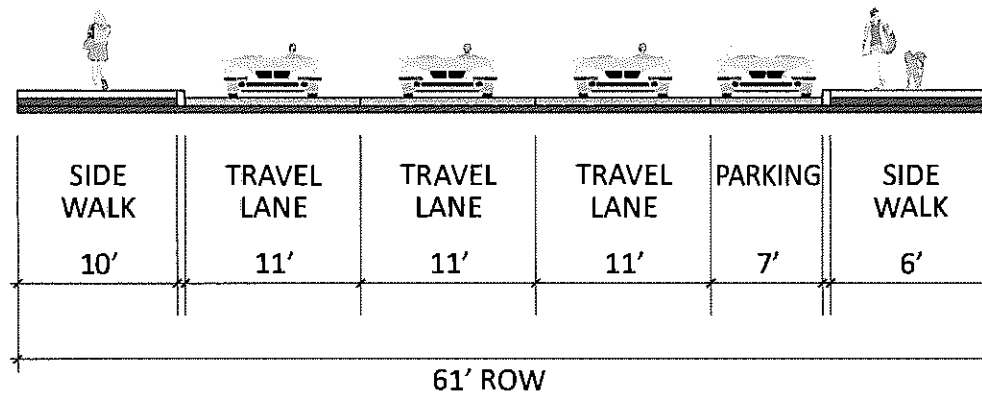 SIDE
WALK
10'
TRAVEL
LANE
11'
TRAVEL
LANE
11'
TRAVEL
LANE
11'
PARKING
7'
SIDE
WALK
6'
61' ROW